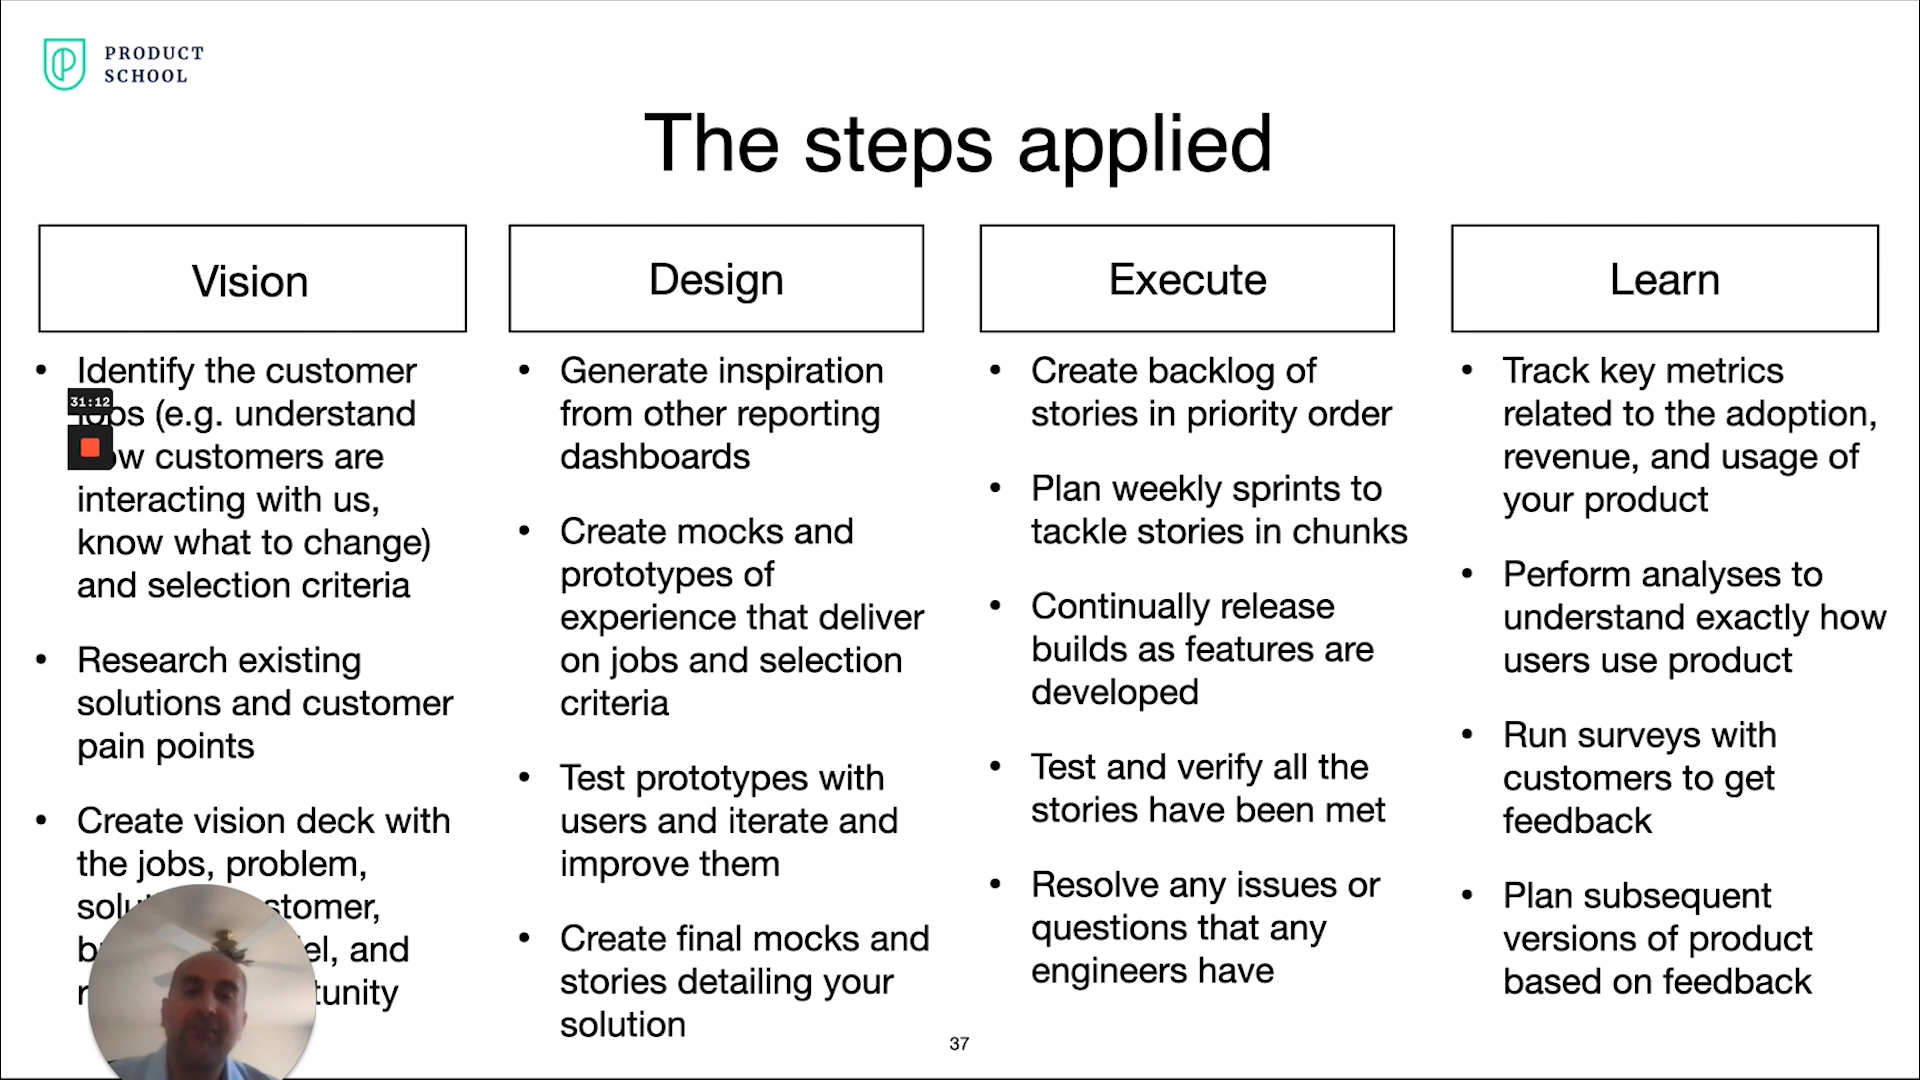 PRODUCT
SCHOOL
The steps applied
Vision
Design
Execute
Learn
• Identify the customer
(e.g. understand
customers are
interacting with us,
know what to change)
and selection criteria
• Research existing
solutions and customer
pain points
• Create vision deck with
the jobs, problem,
and
31:12
• Generate inspiration
from other reporting
dashboards
• Create mocks and
prototypes of
experience that deliver
on jobs and selection
criteria
• Test prototypes with
users and iterate and
improve them
• Create final mocks and
stories detailing your
solution
• Create backlog of
stories in priority order
• Plan weekly sprints to
tackle stories in chunks
• Continually release
builds as features are
developed
• Test and verify all the
stories have been met
• Resolve any issues or
questions that any
engineers have
• Track key metrics
related to the adoption,
revenue, and usage of
your product
• Perform analyses to
understand exactly how
users use product
• Run surveys with
customers to get
feedback
• Plan subsequent
versions of product
based on feedback
37